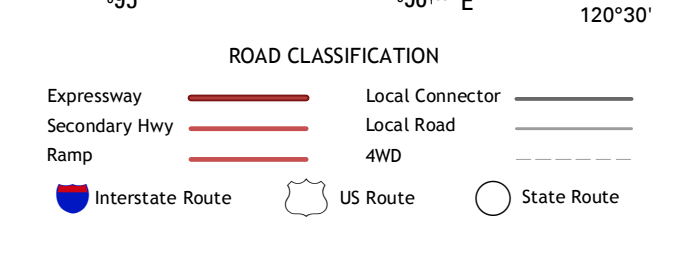 120°30'
ROAD CLASSIFICATION
Expressway
Local Connector
Secondary Hwy
Local Road
Ramp
4WD
Interstate Route
US Route
State Route